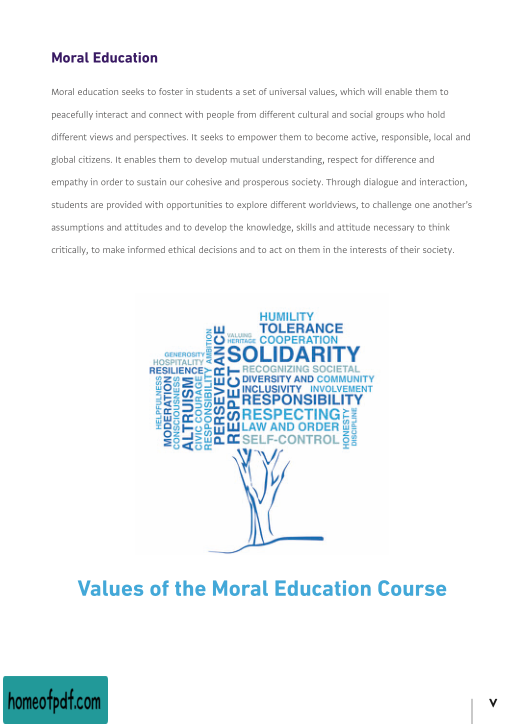 Moral Education
Moral education seeks to foster in students a set of universal values, which will enable them to
peacefully interact and connect with people from different cultural and social groups who hold
different views and perspectives. It seeks to empower them to become active, responsible, local and
global citizens. It enables them to develop mutual understanding, respect for difference and
empathy in order to sustain our cohesive and prosperous society. Through dialogue and interaction,
students are provided with opportunities to explore different worldviews, to challenge one another's
assumptions and attitudes and to develop the knowledge, skills and attitude necessary to think
critically, to make informed ethical decisions and to act on them in the interests of their society.
HUMILITY
TOLERANCE
VALUING
HERITAGE
COOPERATION
GENEROSITY
HOSPITALITY
RESILIENCE
AMBITION
PERSEVERANCE
SOLIDARITY
RECOGNIZING SOCIETAL
DIVERSITY AND COMMUNITY
INCLUSIVITY INVOLVEMENT
RESPONSIBILITY
RESPECTING
LAW AND ORDER
SELF-CONTROL
HELPFULNESS
MODERATION
CONSCIOUSNESS
ALTRUISM
CIVIC COURAGE
RESPONSIBILITY
RESPECT
HONESTY
DISCIPLINE
Values of the Moral Education Course
homeofpdf.com
V